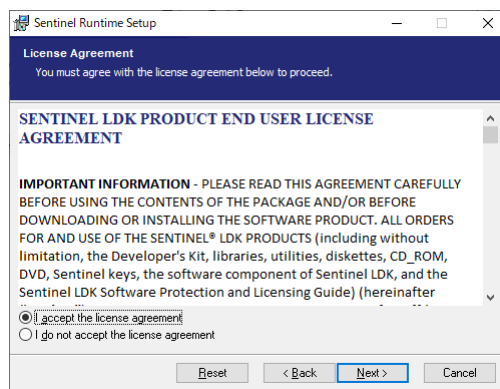 Sentinel Runtime Setup
License Agreement
You must agree with the license agreement below to proceed.
SENTINEL LDK PRODUCT END USER LICENSE
AGREEMENT
IMPORTANT INFORMATION - PLEASE READ THIS AGREEMENT CAREFULLY
BEFORE USING THE CONTENTS OF THE PACKAGE AND/OR BEFORE
DOWNLOADING OR INSTALLING THE SOFTWARE PRODUCT. ALL ORDERS
FOR AND USE OF THE SENTINEL® LDK PRODUCTS (including without
limitation, the Developer's Kit, libraries, utilities, diskettes, CD_ROM,
DVD, Sentinel keys, the software component of Sentinel LDK, and the
Sentinel LDK Software Protection and Licensing Guide) (hereinafter
I accept the license agreement
I do not accept the license agreement
Reset < Back Next > Cancel